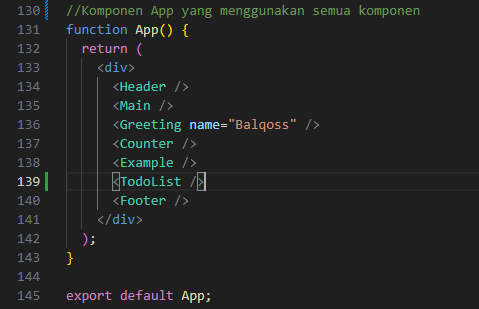 130 //Komponen App yang menggunakan semua komponen
131 function App() {
132   return (
133     <div>
134       <Header />
135       <Main />
136       <Greeting name="Balqoss" />
137       <Counter />
138       <Example />
139       <TodoList />
140       <Footer />
141     </div>
142   );
143 }
144
145 export default App;